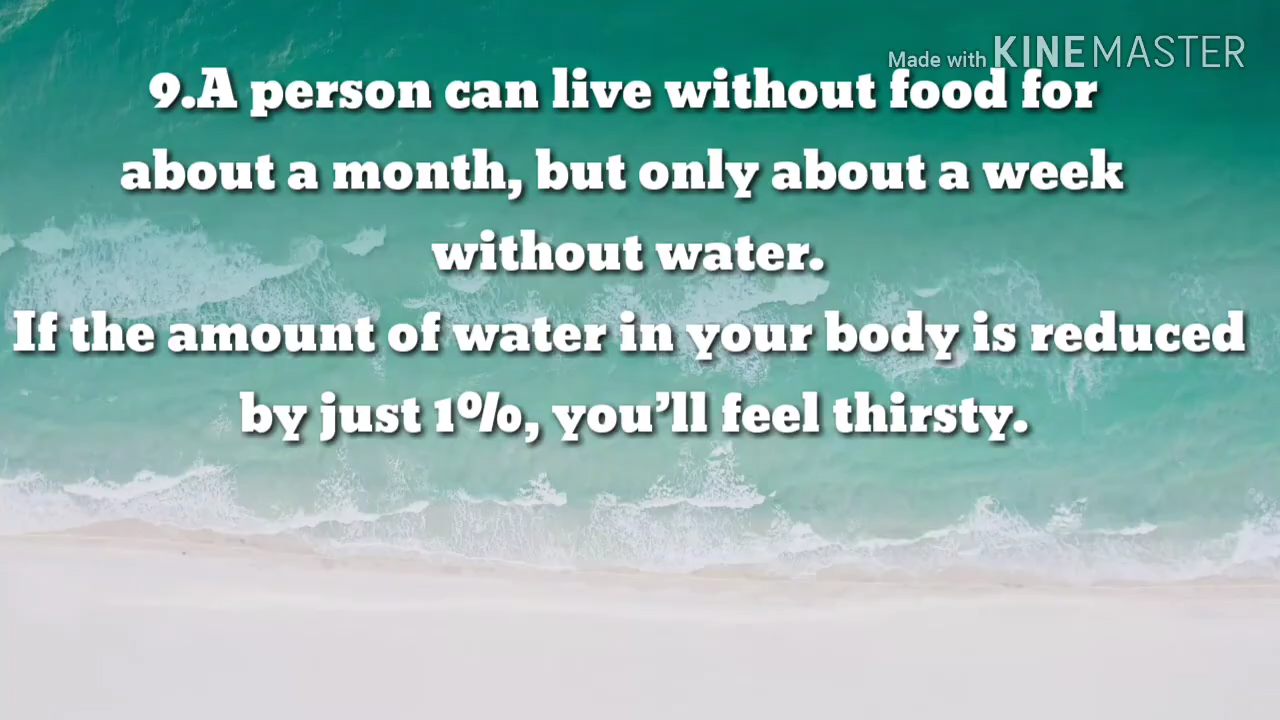 Made with KINEMASTER
9.A person can live without food for
about a month, but only about a week
without water.
If the amount of water in your body is reduced
by just 1%, you’ll feel thirsty.